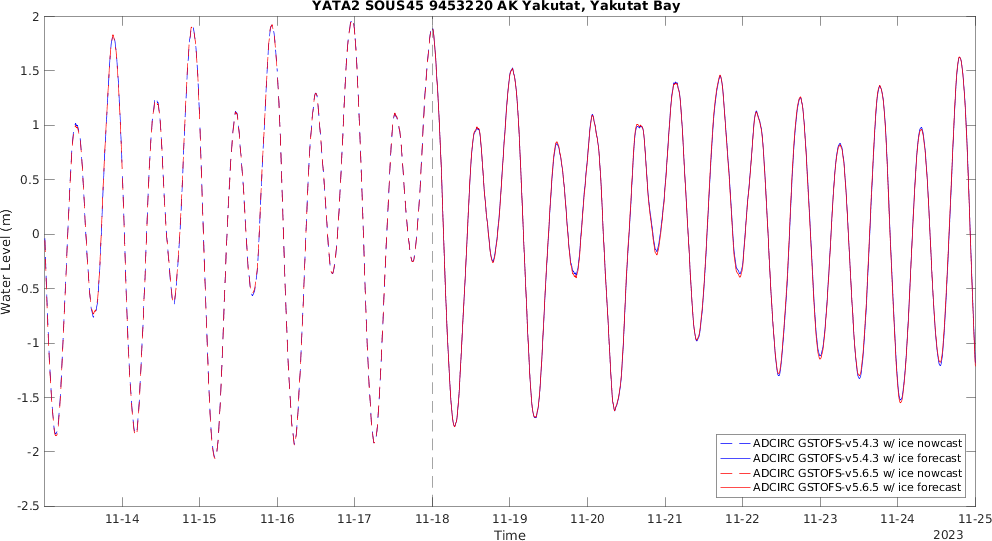 YATA2 SOUS45 9453220 AK Yakutat, Yakutat Bay
2
1.5
1
0.5
0
-0.5
-1
-1.5
-2
-2.5
Water Level (m)
ADCIRC GSTOFS-v5.4.3 w/ ice nowcast
ADCIRC GSTOFS-v5.4.3 w/ ice forecast
ADCIRC GSTOFS-v5.6.5 w/ ice nowcast
ADCIRC GSTOFS-v5.6.5 w/ ice forecast
11-14 11-15 11-16 11-17 11-18 11-19 11-20 11-21 11-22 11-23 11-24 11-25
Time
2023